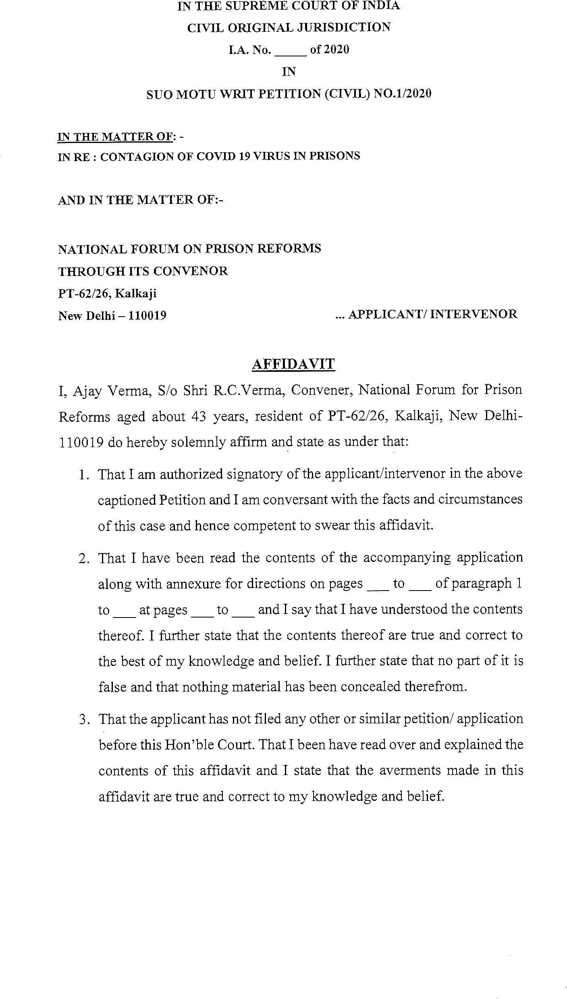 IN THE SUPREME COURT OF INDIA
CIVIL ORIGINAL JURISDICTION
I.A. No. _____ of 2020
IN
SUO MOTU WRIT PETITION (CIVIL) NO.1/2020
IN THE MATTER OF: -
IN RE : CONTAGION OF COVID 19 VIRUS IN PRISONS
AND IN THE MATTER OF:-
NATIONAL FORUM ON PRISON REFORMS
THROUGH ITS CONVENOR
PT-62/26, Kalkaji
New Delhi – 110019 ... APPLICANT/ INTERVENOR
AFFIDAVIT
I, Ajay Verma, S/o Shri R.C.Verma, Convener, National Forum for Prison
Reforms aged about 43 years, resident of PT-62/26, Kalkaji, New Delhi-
110019 do hereby solemnly affirm and state as under that:
1. That I am authorized signatory of the applicant/intervenor in the above
captioned Petition and I am conversant with the facts and circumstances
of this case and hence competent to swear this affidavit.
2. That I have been read the contents of the accompanying application
along with annexure for directions on pages ___ to ___ of paragraph 1
to ___ at pages ___ to ___ and I say that I have understood the contents
thereof. I further state that the contents thereof are true and correct to
the best of my knowledge and belief. I further state that no part of it is
false and that nothing material has been concealed therefrom.
3. That the applicant has not filed any other or similar petition/ application
before this Hon’ble Court. That I been have read over and explained the
contents of this affidavit and I state that the averments made in this
affidavit are true and correct to my knowledge and belief.